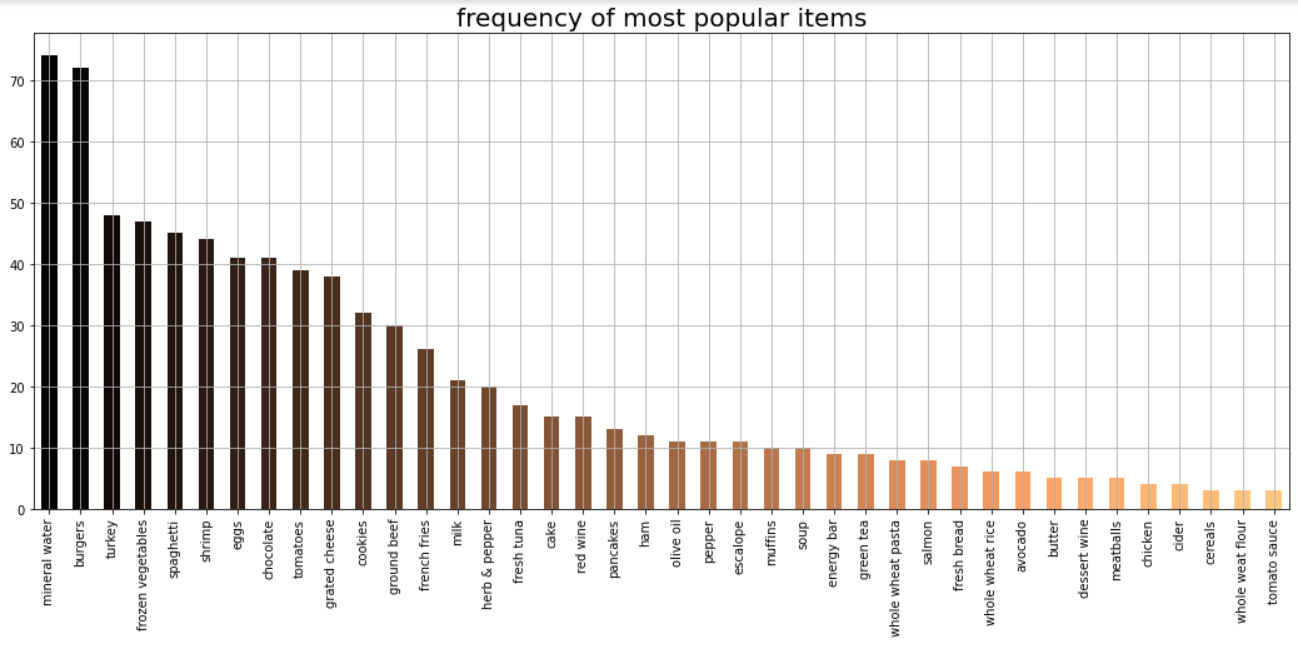 frequency of most popular items
70
60
50
40
30
20
10
0
mineral water
burgers
turkey
frozen vegetables
spaghetti
shrimp
eggs
chocolate
tomatoes
grated cheese
cookies
ground beef
french fries
milk
herb & pepper
fresh tuna
cake
red wine
pancakes
ham
olive oil
pepper
escalope
muffins
soup
energy bar
green tea
whole wheat pasta
salmon
fresh bread
whole wheat rice
avocado
butter
dessert wine
meatballs
chicken
cider
cereals
whole weat flour
tomato sauce